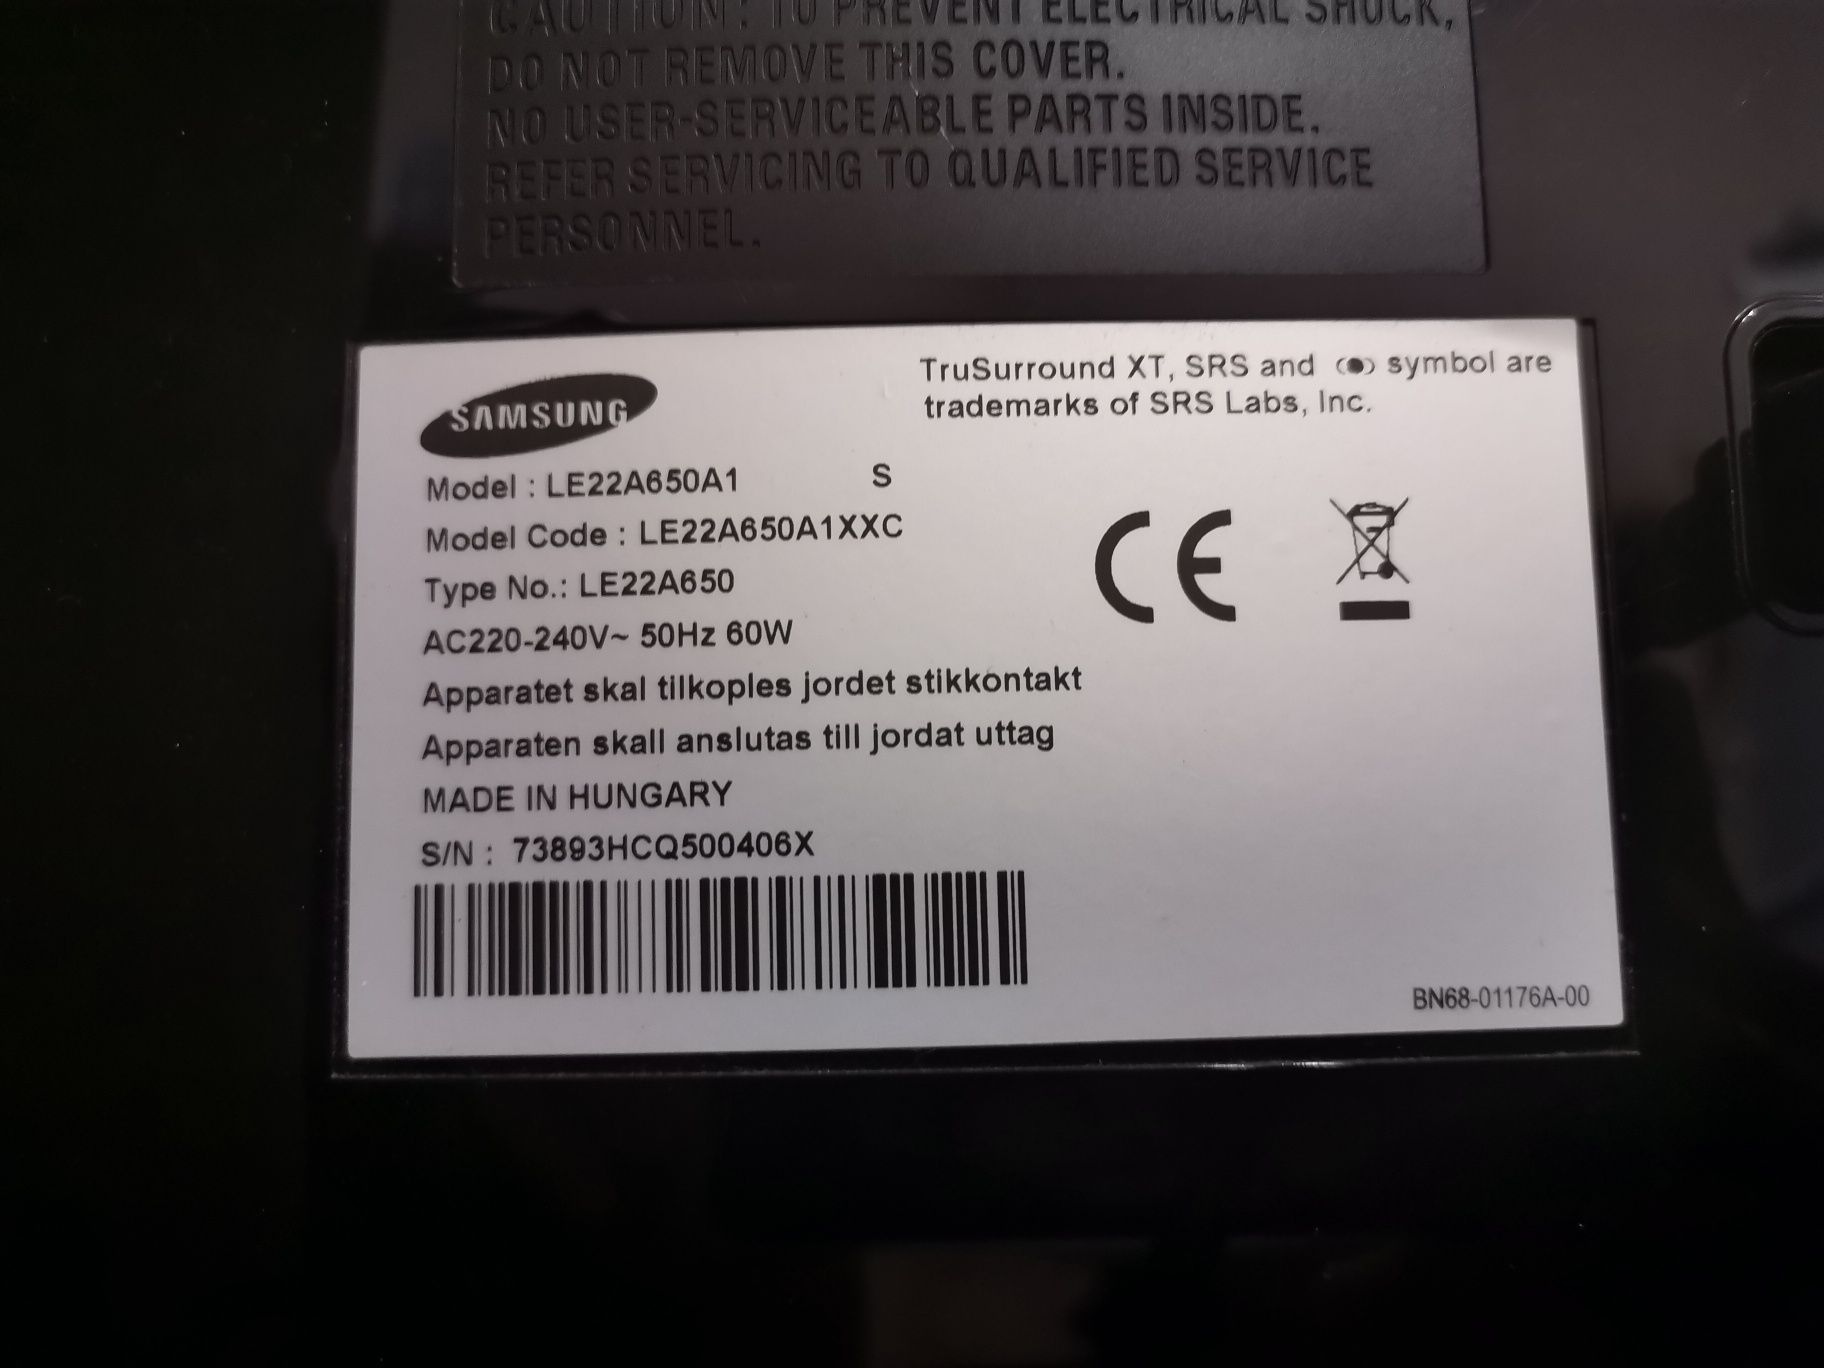 CAUTION: TO PREVENT ELECTRICAL SHOCK,
DO NOT REMOVE THIS COVER.
NO USER-SERVICEABLE PARTS INSIDE.
REFER SERVICING TO QUALIFIED SERVICE
PERSONNEL.
SAMSUNG
TruSurround XT, SRS and (●) symbol are
trademarks of SRS Labs, Inc.
Model : LE22A650A1 S
Model Code : LE22A650A1XXC
Type No.: LE22A650
AC220-240V~ 50Hz 60W
Apparatet skal tilkoples jordet stikkontakt
Apparaten skall anslutas till jordat uttag
MADE IN HUNGARY
S/N : 73893HCQ500406X
CE
BN68-01176A-00